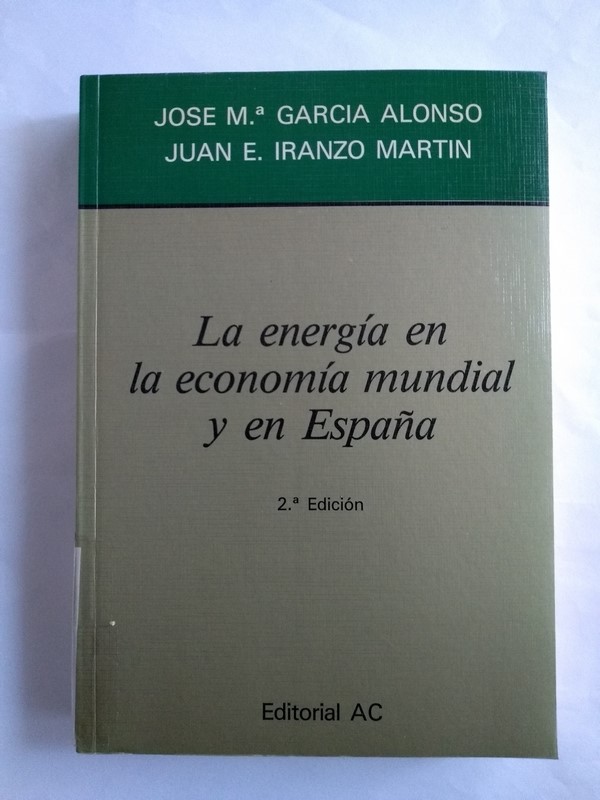 JOSE M.ª GARCIA ALONSO
JUAN E. IRANZO MARTIN
La energía en
la economía mundial
y en España
2.ª Edición
Editorial AC